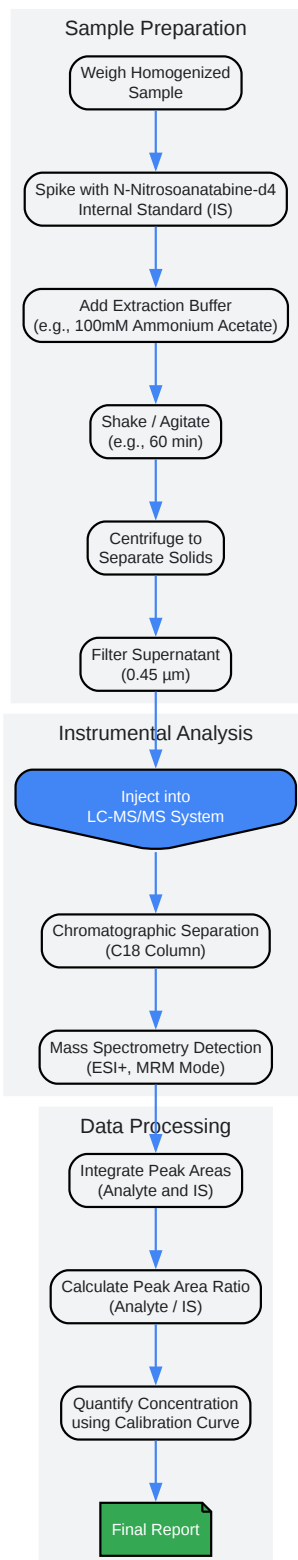 Sample Preparation
Weigh Homogenized
Sample
Spike with N-Nitrosoanatabine-d4
Internal Standard (IS)
Add Extraction Buffer
(e.g., 100mM Ammonium Acetate)
Shake / Agitate
(e.g., 60 min)
Centrifuge to
Separate Solids
Filter Supernatant
(0.45 µm)
Instrumental Analysis
Inject into
LC-MS/MS System
Chromatographic Separation
(C18 Column)
Mass Spectrometry Detection
(ESI+, MRM Mode)
Data Processing
Integrate Peak Areas
(Analyte and IS)
Calculate Peak Area Ratio
(Analyte / IS)
Quantify Concentration
using Calibration Curve
Final Report